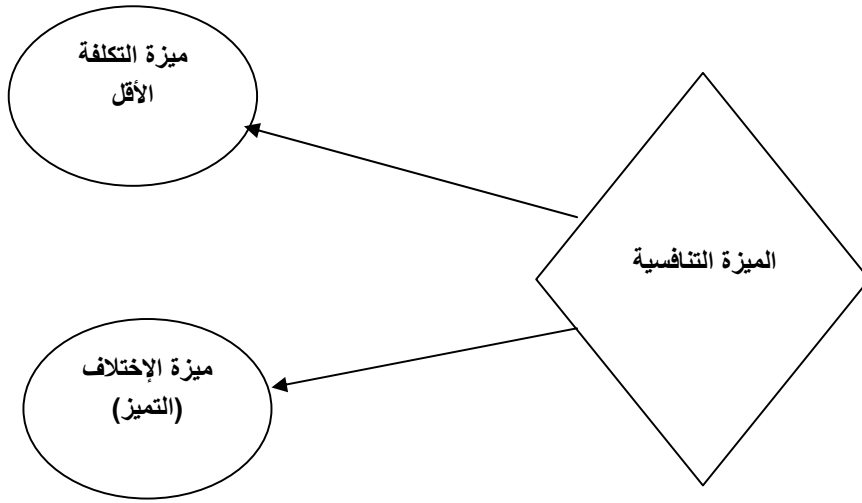 ميزة التكلفة
الأقل
الميزة التنافسية
ميزة الإختلاف
(التميز)